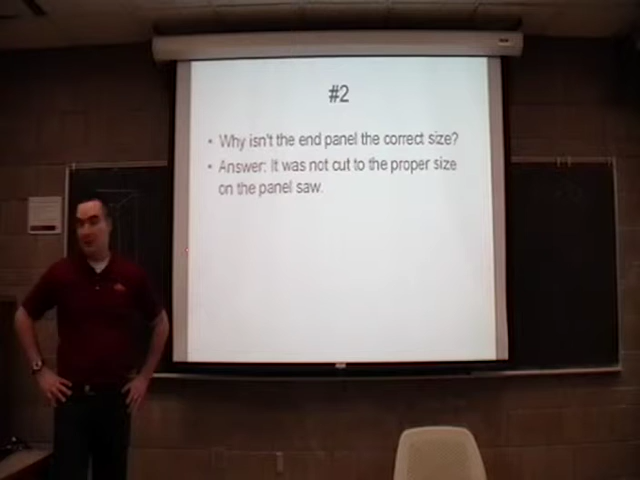 #2
• Why isn't the end panel the correct size?
• Answer: It was not cut to the proper size
on the panel saw.